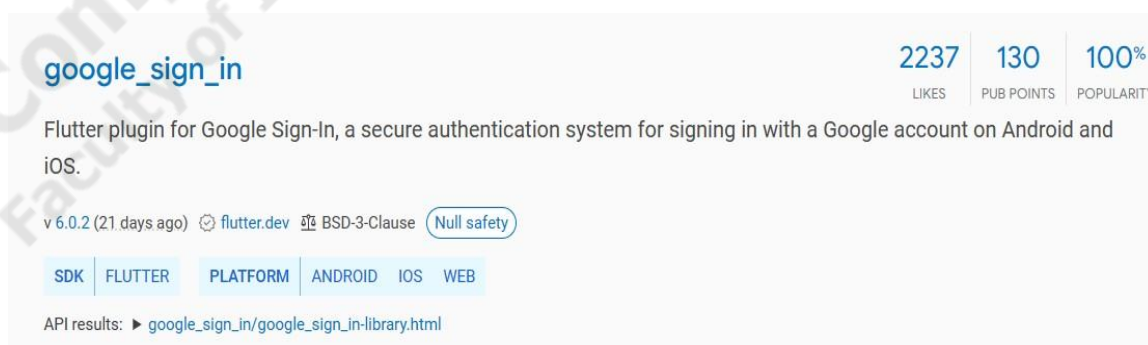 google_sign_in
2237 130 100%
LIKES PUB POINTS
Flutter plugin for Google Sign-In, a secure authentication system for signing in with a Google account on Android and
iOS.
v 6.0.2 (21 days ago) flutter.dev BSD-3-Clause Null safety
SDK FLUTTER PLATFORM ANDROID IOS WEB
API results: ▶ google_sign_in/google_sign_in-library.html
Faculty of